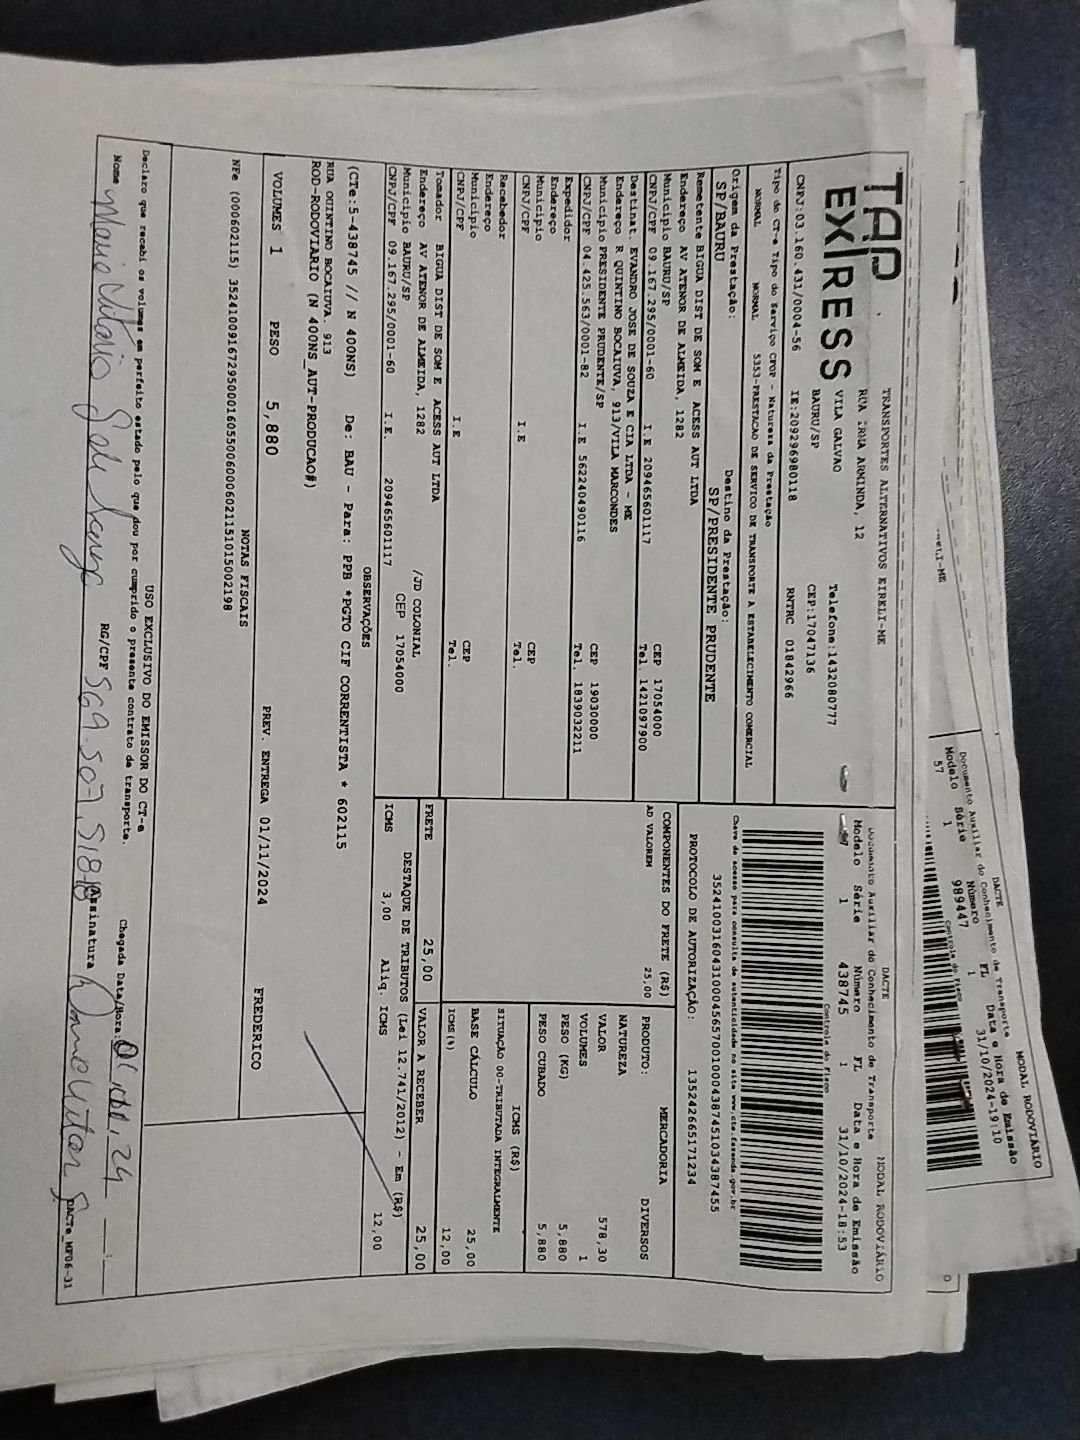 TAP
EXPRESS
TRANSPORTES ALTERNATIVOS EIRELI-ME
RUA IRNA ARMINDA, 12
VILA GALVAO
BAURU/SP
Telefone:1432080777
CEP:17047136
CNPJ:03.160.431/0004-56 IE:209296980118 RNTRC 01842966
DACTE MODAL RODOVIÁRIO
Documento Auxiliar do Conhecimento de Transporte
Modelo Série Número FL Data e Hora de Emissão
1 438745 1 31/10/2024-18:53
Controle do Fisco
Chave de acesso para consulta de autenticidade no site www.cte.fazenda.gov.br
PROTOCOLO DE AUTORIZAÇÃO: 135242665171234
Tipo do CT-e Tipo do Serviço CFOP - Natureza da Prestação
NORMAL NORMAL 5353-PRESTACAO DE SERVICO DE TRANSPORTE A ESTABELECIMENTO COMERCIAL
Origem da Prestação: Destino da Prestação:
SP/BAURU SP/PRESIDENTE PRUDENTE
Remetente BIGUA DIST DE SOM E ACESS AUT LTDA
Endereço AV ATENOR DE ALMEIDA, 1282
Município BAURU/SP CEP 17054000
CNPJ/CPF 09.167.295/0001-60 I.E 209465601117 Tel. 1421097900
Destinat. EVANDRO JOSE DE SOUZA E CIA LTDA - ME
Endereço R QUINTINO BOCAIUVA, 913/VILA MARCONDES
Município PRESIDENTE PRUDENTE/SP CEP 19030000
CNPJ/CPF 04.425.563/0001-82 I.E 562240490116 Tel. 1839032211
Expedidor
Endereço
Município CEP
CNPJ/CPF I.E Tel.
Recebedor
Endereço
Município CEP
CNPJ/CPF I.E Tel.
Tomador BIGUA DIST DE SOM E ACESS AUT LTDA
Endereço AV ATENOR DE ALMEIDA, 1282 /JD COLONIAL
Município BAURU/SP CEP 17054000
CNPJ/CPF 09.167.295/0001-60 I.E. 209465601117
COMPONENTES DO FRETE (R$)
AD VALOREM 25,00
MERCADORIA
PRODUTO: DIVERSOS
NATUREZA
VALOR 578,30
VOLUMES 1
PESO (KG) 5,880
PESO CUBADO 5,880
ICMS (R$)
SITUAÇÃO 00-TRIBUTADA INTEGRALMENTE
BASE CÁLCULO 25,00
ICMS(%) 12,00
FRETE 25,00 VALOR A RECEBER 25,00
DESTAQUE DE TRIBUTOS (Lei 12.741/2012) - Em (R$)
ICMS 3,00 Aliq. ICMS 12,00
OBSERVAÇÕES
(CTe:5-438745 // N 400NS) De: BAU - Para: PPB *PGTO CIF CORRENTISTA * 602115
RUA QUINTINO BOCAIUVA. 913
ROD-RODOVIARIO (N 400NS_AUT-PRODUCAO#)
VOLUMES 1 PESO 5,880 PREV. ENTREGA 01/11/2024 FREDERICO
NOTAS FISCAIS
USO EXCLUSIVO DO EMISSOR DO CT-e
Declaro que recebi os volumes em perfeito estado pelo que dou por cumprido o presente contrato de transporte.
Chegada Data/Hora: 24
Nome RG/CPF Assinatura
DACTe_MF06-31
ELI-ME
DACTE MODAL RODOVIÁRIO
Documento Auxiliar do Conhecimento de Transporte
Modelo Série Número FL Data e Hora de Emissão
57 1 989447 1 31/10/2024-19:10
Controle do Fisco